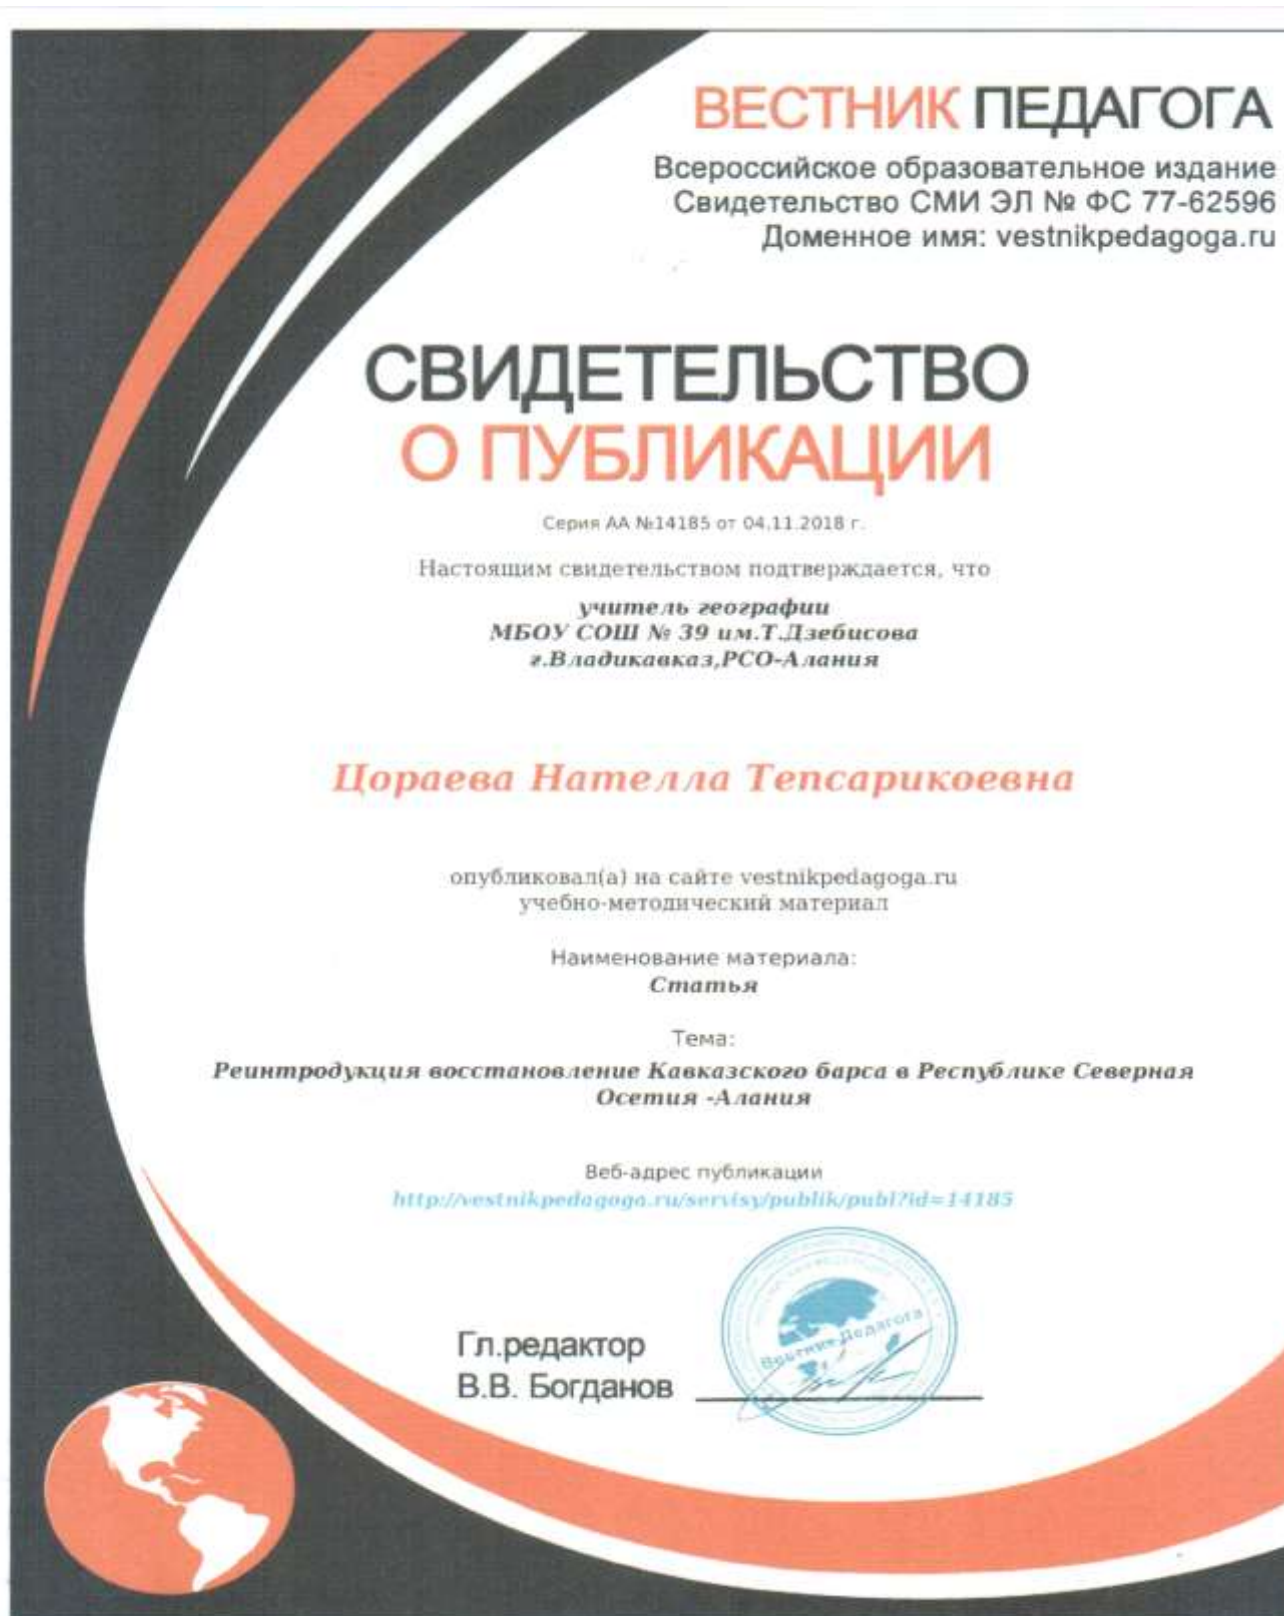 ВЕСТНИК ПЕДАГОГА
Всероссийское образовательное издание
Свидетельство СМИ ЭЛ № ФС 77-62596
Доменное имя: vestnikpedagoga.ru
СВИДЕТЕЛЬСТВО
О ПУБЛИКАЦИИ
Серия АА №14185 от 04.11.2018 г.
Настоящим свидетельством подтверждается, что
учитель географии
МБОУ СОШ № 39 им.Т.Дзебисова
г.Владикавказ,РСО-Алания
Цораева Нателла Тепсарикоевна
опубликовал(а) на сайте vestnikpedagoga.ru
учебно-методический материал
Наименование материала:
Статья
Тема:
Реинтродукция восстановление Кавказского барса в Республике Северная
Осетия -Алания
Веб-адрес публикации
http://vestnikpedagoga.ru/servisy/publik/publ?id=14185
Вестник Педагога
Гл.редактор
В.В. Богданов